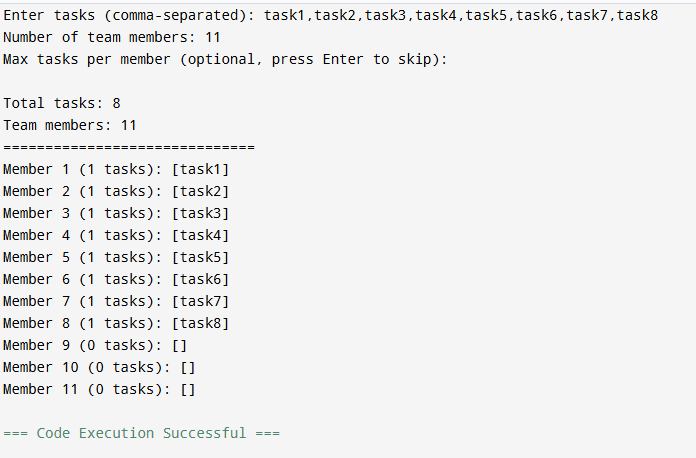 Enter tasks (comma-separated): task1,task2,task3,task4,task5,task6,task7,task8
Number of team members: 11
Max tasks per member (optional, press Enter to skip):
Total tasks: 8
Team members: 11
==============================
Member 1 (1 tasks): [task1]
Member 2 (1 tasks): [task2]
Member 3 (1 tasks): [task3]
Member 4 (1 tasks): [task4]
Member 5 (1 tasks): [task5]
Member 6 (1 tasks): [task6]
Member 7 (1 tasks): [task7]
Member 8 (1 tasks): [task8]
Member 9 (0 tasks): []
Member 10 (0 tasks): []
Member 11 (0 tasks): []
=== Code Execution Successful ===